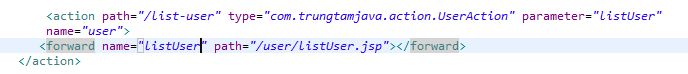 <action path="/list-user" type="com.trungtamjava.action.UserAction" parameter="listUser"
name="user">
<forward name="listUser" path="/user/listUser.jsp"></forward>
</action>